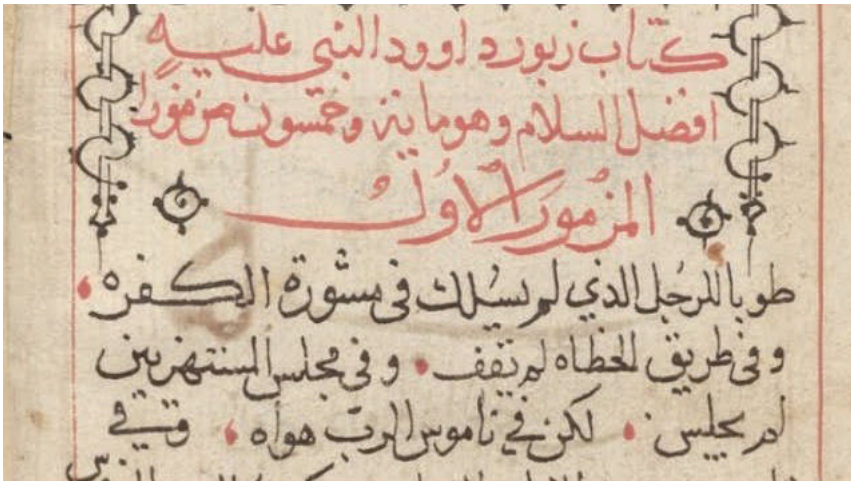 كتاب زبور داوود النبي عليه
افضل السلام وهو ماية وخمسون مزمورا
المزمور الاول
طوبا للرجل الذي لم يسلك في مشورة الكفره
وفي طريق الخطاه لم يقف وفي مجلس المستهزيين
لم يجلس لكن في ناموس الرب هواه وفي